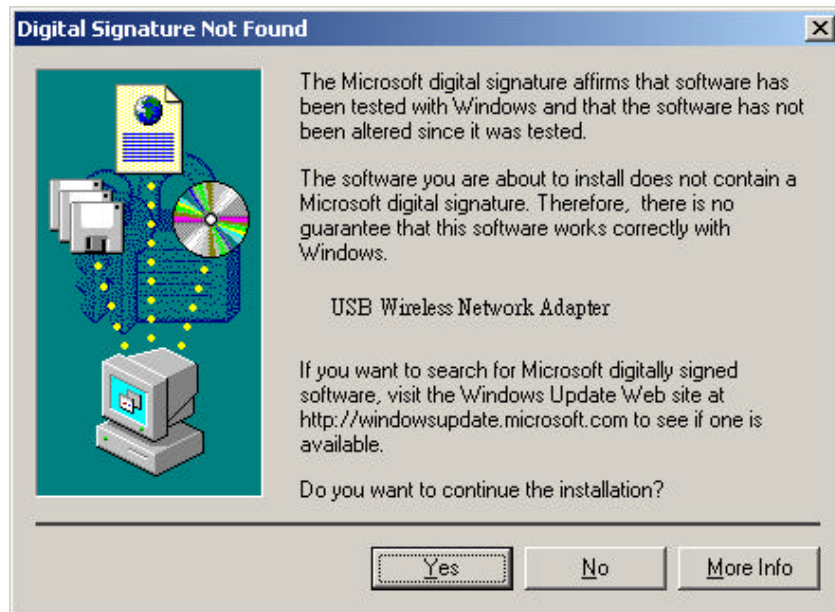 Digital Signature Not Found
The Microsoft digital signature affirms that software has
been tested with Windows and that the software has not
been altered since it was tested.
The software you are about to install does not contain a
Microsoft digital signature. Therefore, there is no
guarantee that this software works correctly with
Windows.
USB Wireless Network Adapter
If you want to search for Microsoft digitally signed
software, visit the Windows Update Web site at
http://windowsupdate.microsoft.com to see if one is
available.
Do you want to continue the installation?
Yes No More Info